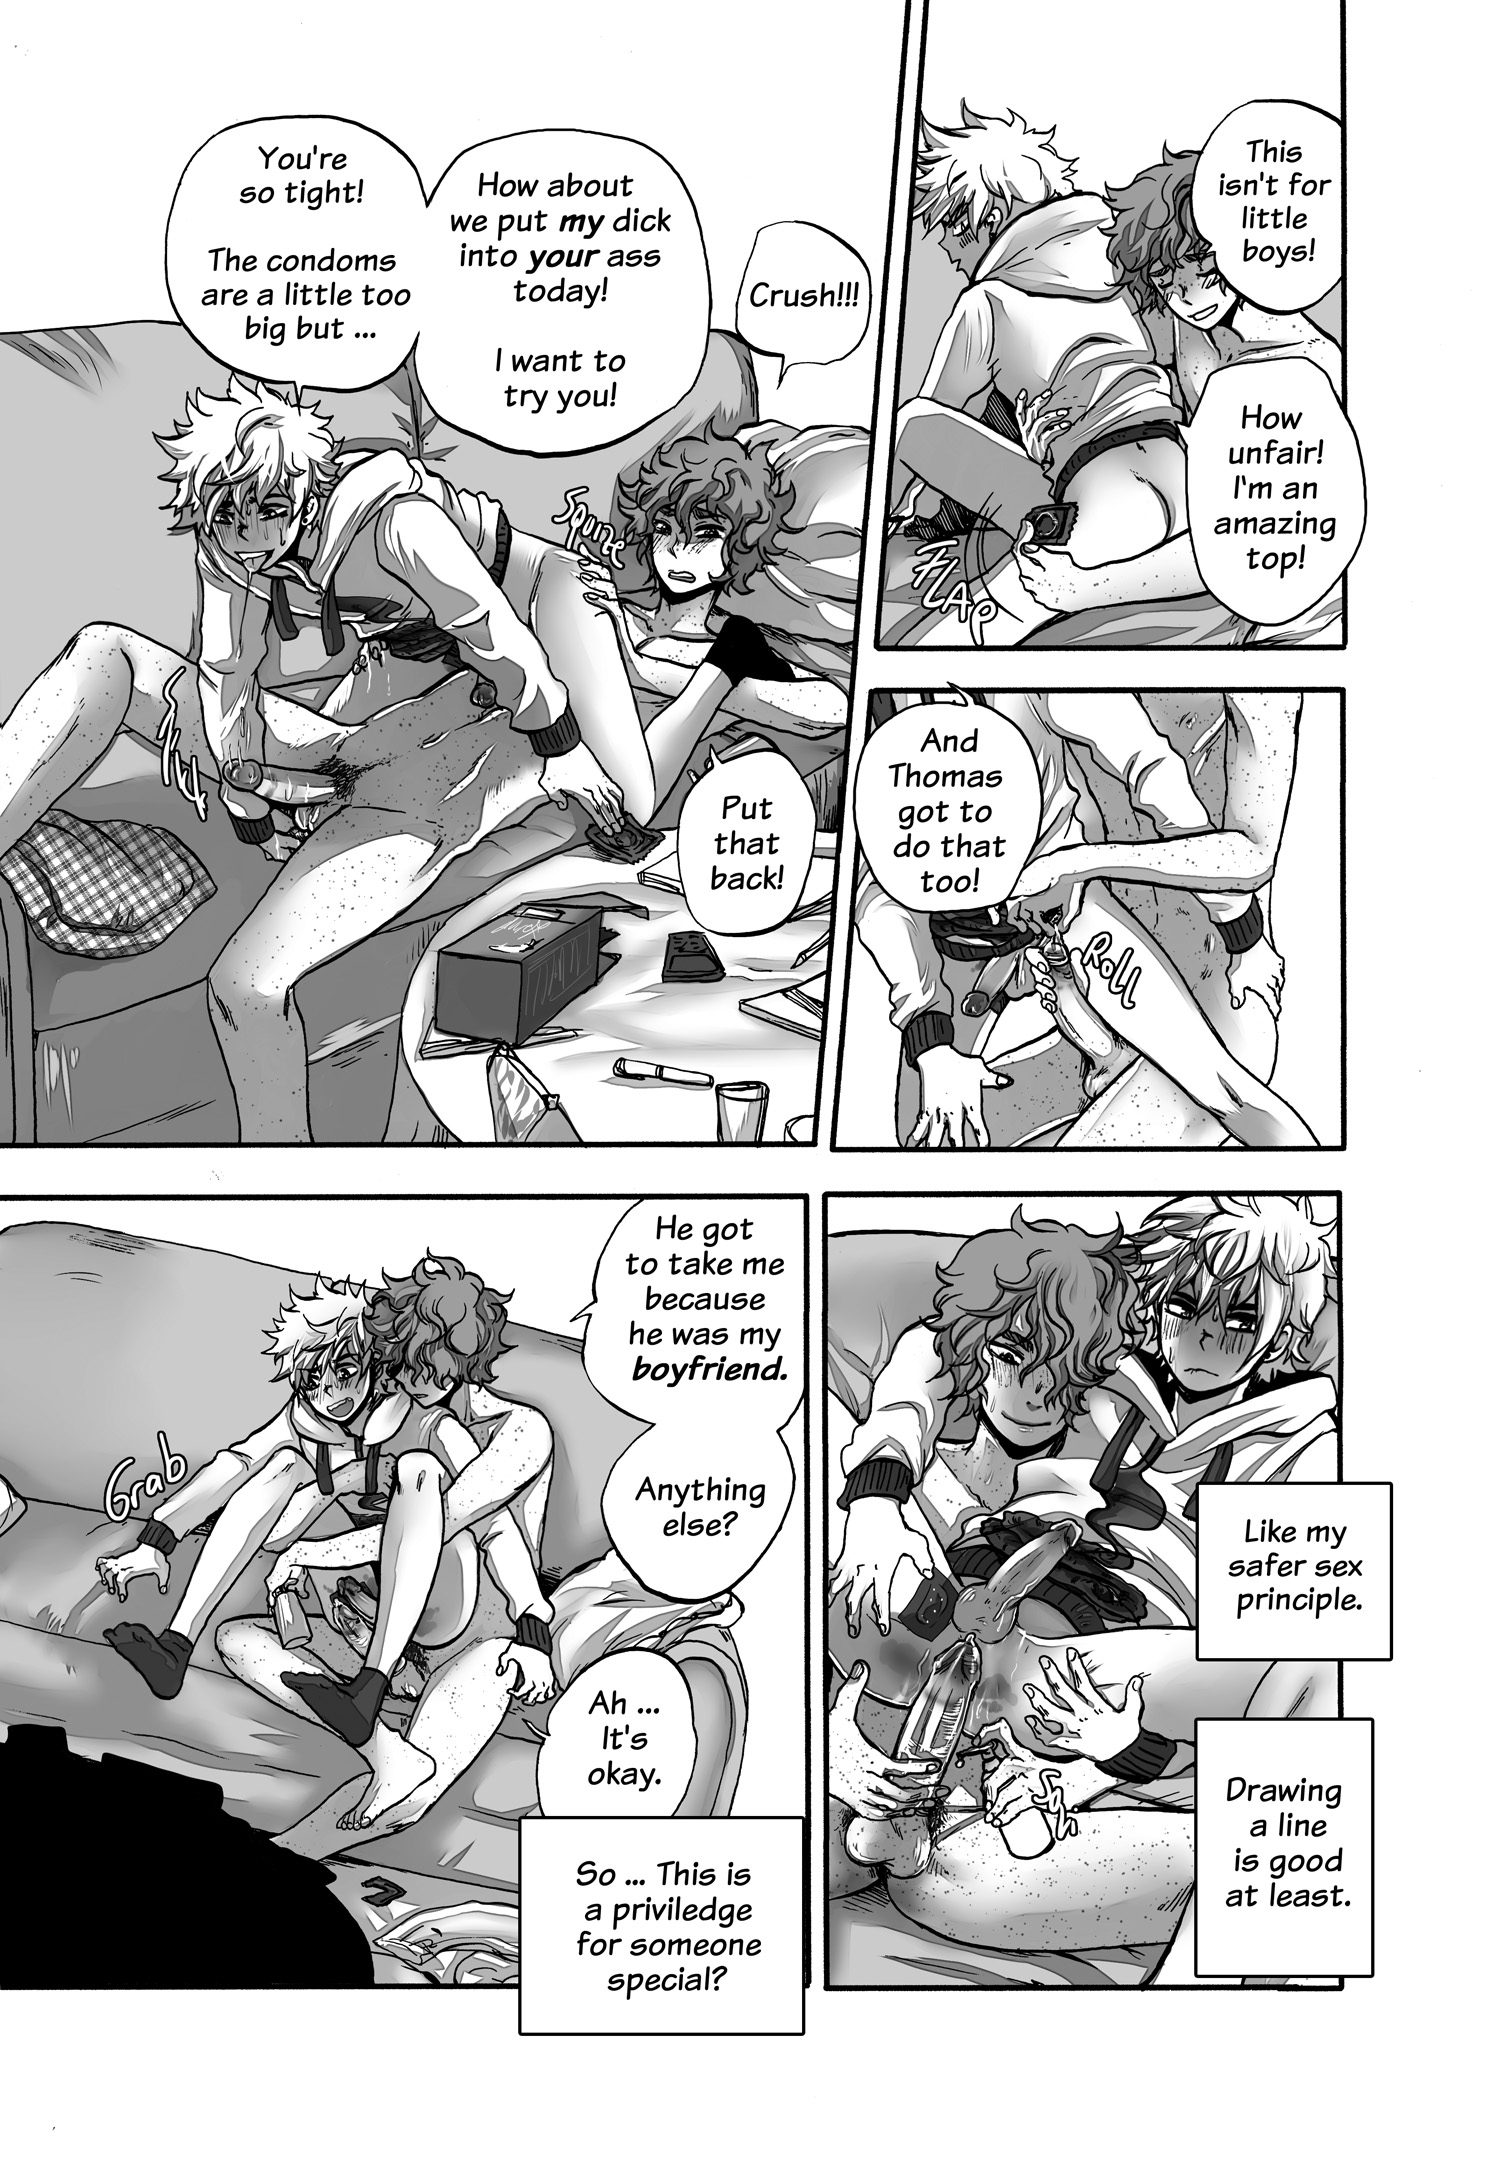 You're
so tight!
The condoms
are a little too
big but ...
How about
we put my dick
into your ass
today!
I want to
try you!
Crush!!!
Squize
Put
that
back!
This
isn't for
little
boys!
How
unfair!
I'm an
amazing
top!
FLAP
And
Thomas
got to
do that
too!
Roll
He got
to take me
because
he was my
boyfriend.
Anything
else?
Grab
Ah ...
It's
okay.
So ... This is
a priviledge
for someone
special?
Like my
safer sex
principle.
Drawing
a line
is good
at least.